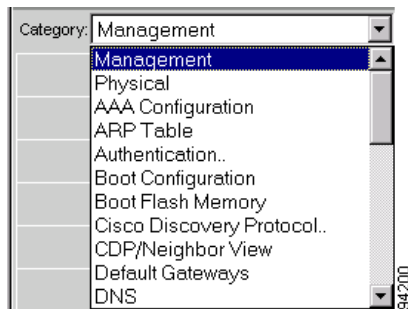 Category: Management
Management
Physical
AAA Configuration
ARP Table
Authentication..
Boot Configuration
Boot Flash Memory
Cisco Discovery Protocol..
CDP/Neighbor View
Default Gateways
DNS
94200